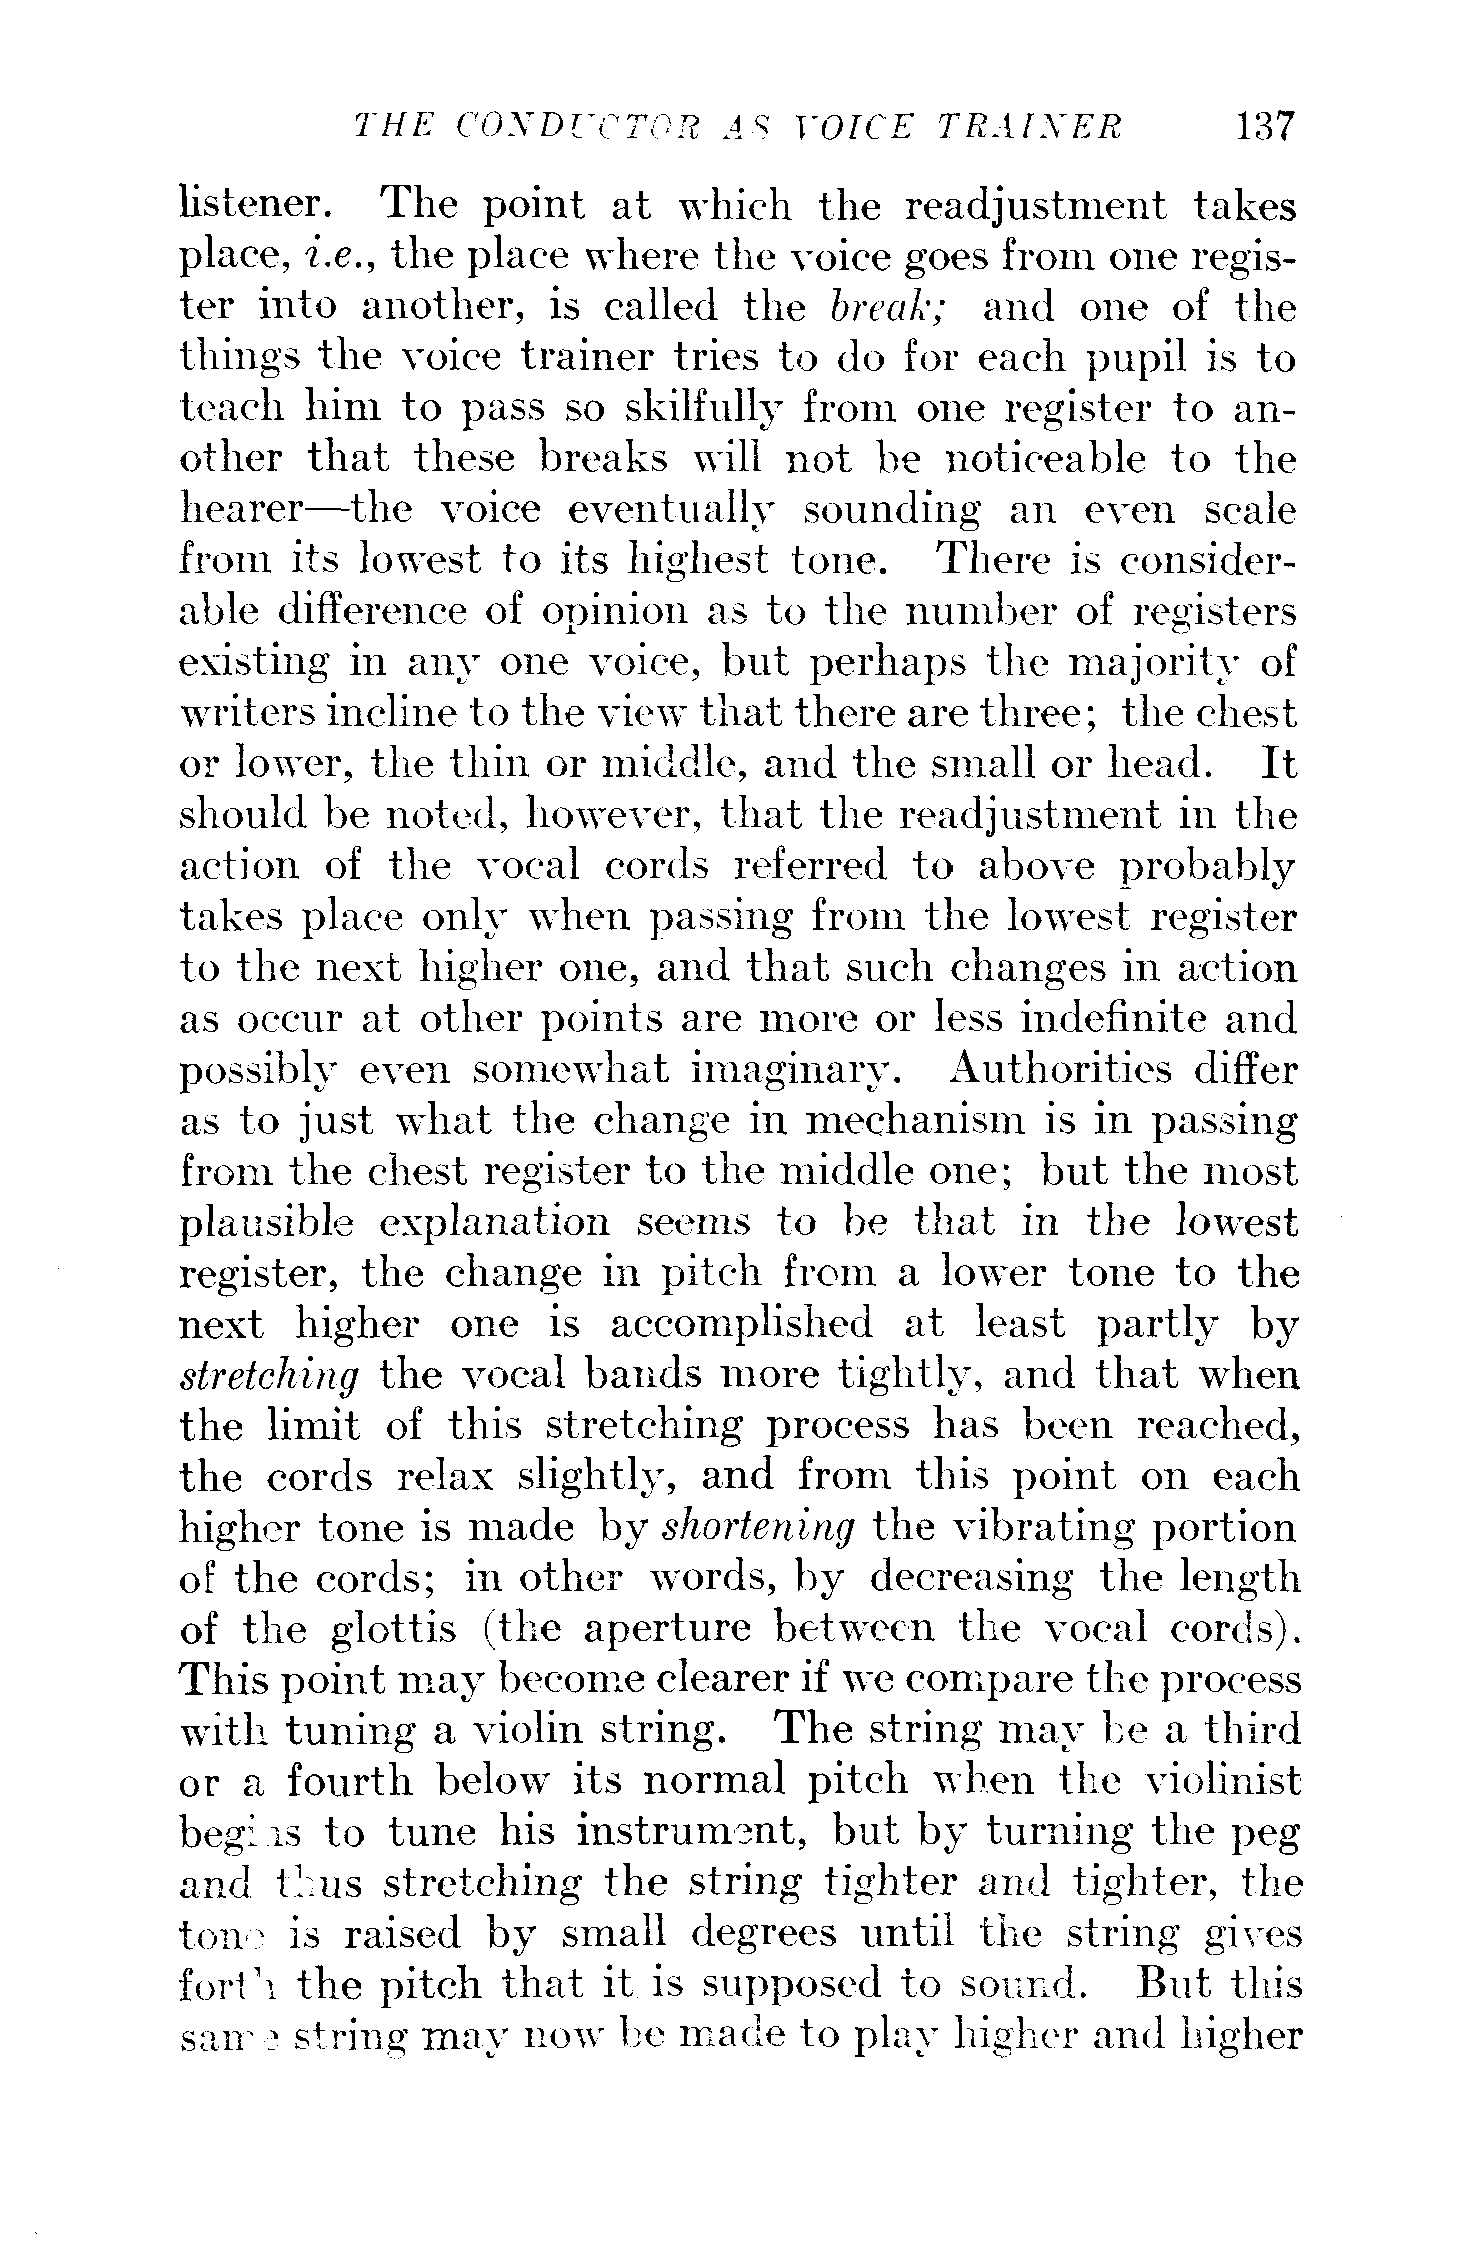 THE CONDUCTOR AS VOICE TRAINER 137
listener. The point at which the readjustment takes
place, i.e., the place where the voice goes from one regis-
ter into another, is called the break; and one of the
things the voice trainer tries to do for each pupil is to
teach him to pass so skilfully from one register to an-
other that these breaks will not be noticeable to the
hearer—the voice eventually sounding an even scale
from its lowest to its highest tone. There is consider-
able difference of opinion as to the number of registers
existing in any one voice, but perhaps the majority of
writers incline to the view that there are three; the chest
or lower, the thin or middle, and the small or head. It
should be noted, however, that the readjustment in the
action of the vocal cords referred to above probably
takes place only when passing from the lowest register
to the next higher one, and that such changes in action
as occur at other points are more or less indefinite and
possibly even somewhat imaginary. Authorities differ
as to just what the change in mechanism is in passing
from the chest register to the middle one; but the most
plausible explanation seems to be that in the lowest
register, the change in pitch from a lower tone to the
next higher one is accomplished at least partly by
stretching the vocal bands more tightly, and that when
the limit of this stretching process has been reached,
the cords relax slightly, and from this point on each
higher tone is made by shortening the vibrating portion
of the cords; in other words, by decreasing the length
of the glottis (the aperture between the vocal cords).
This point may become clearer if we compare the process
with tuning a violin string. The string may be a third
or a fourth below its normal pitch when the violinist
begins to tune his instrument, but by turning the peg
and thus stretching the string tighter and tighter, the
tone is raised by small degrees until the string gives
forth the pitch that it is supposed to sound. But this
same string may now be made to play higher and higher